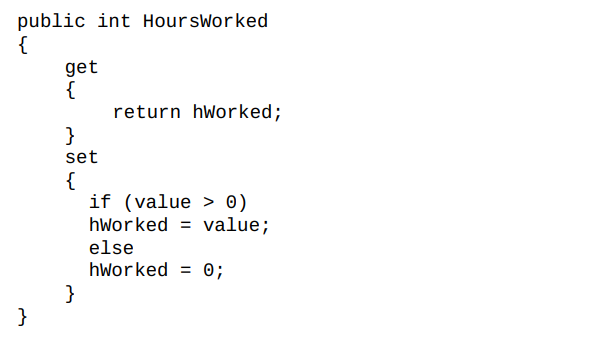 public int HoursWorked
{
    get
    {
        return hWorked;
    }
    set
    {
      if (value > 0)
      hWorked = value;
      else
      hWorked = 0;
    }
}